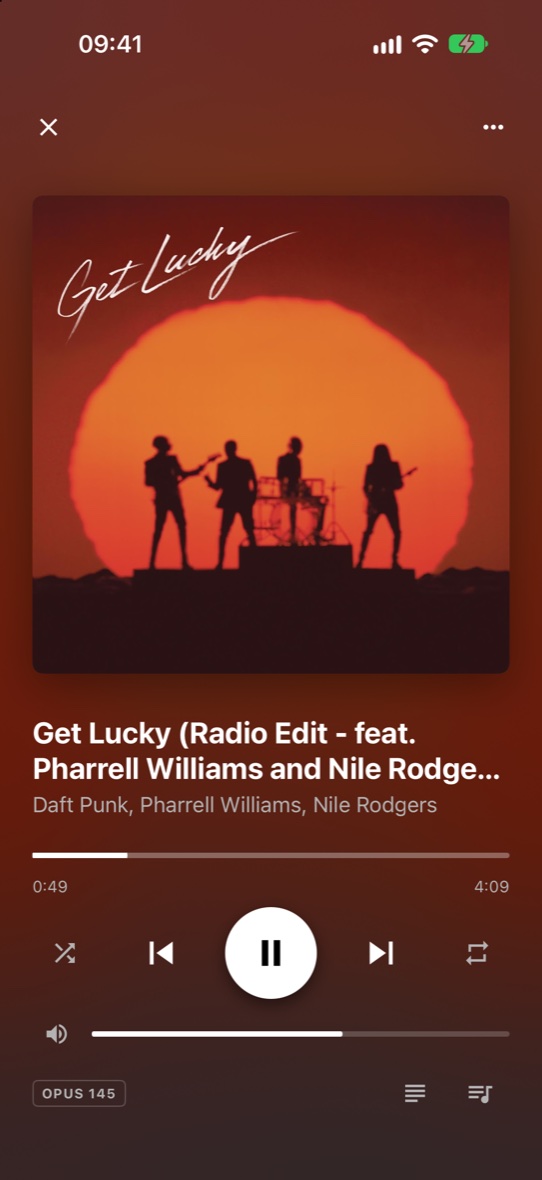 09:41
Get Lucky
Get Lucky (Radio Edit - feat.
Pharrell Williams and Nile Rodge...
Daft Punk, Pharrell Williams, Nile Rodgers
0:49
4:09
OPUS 145